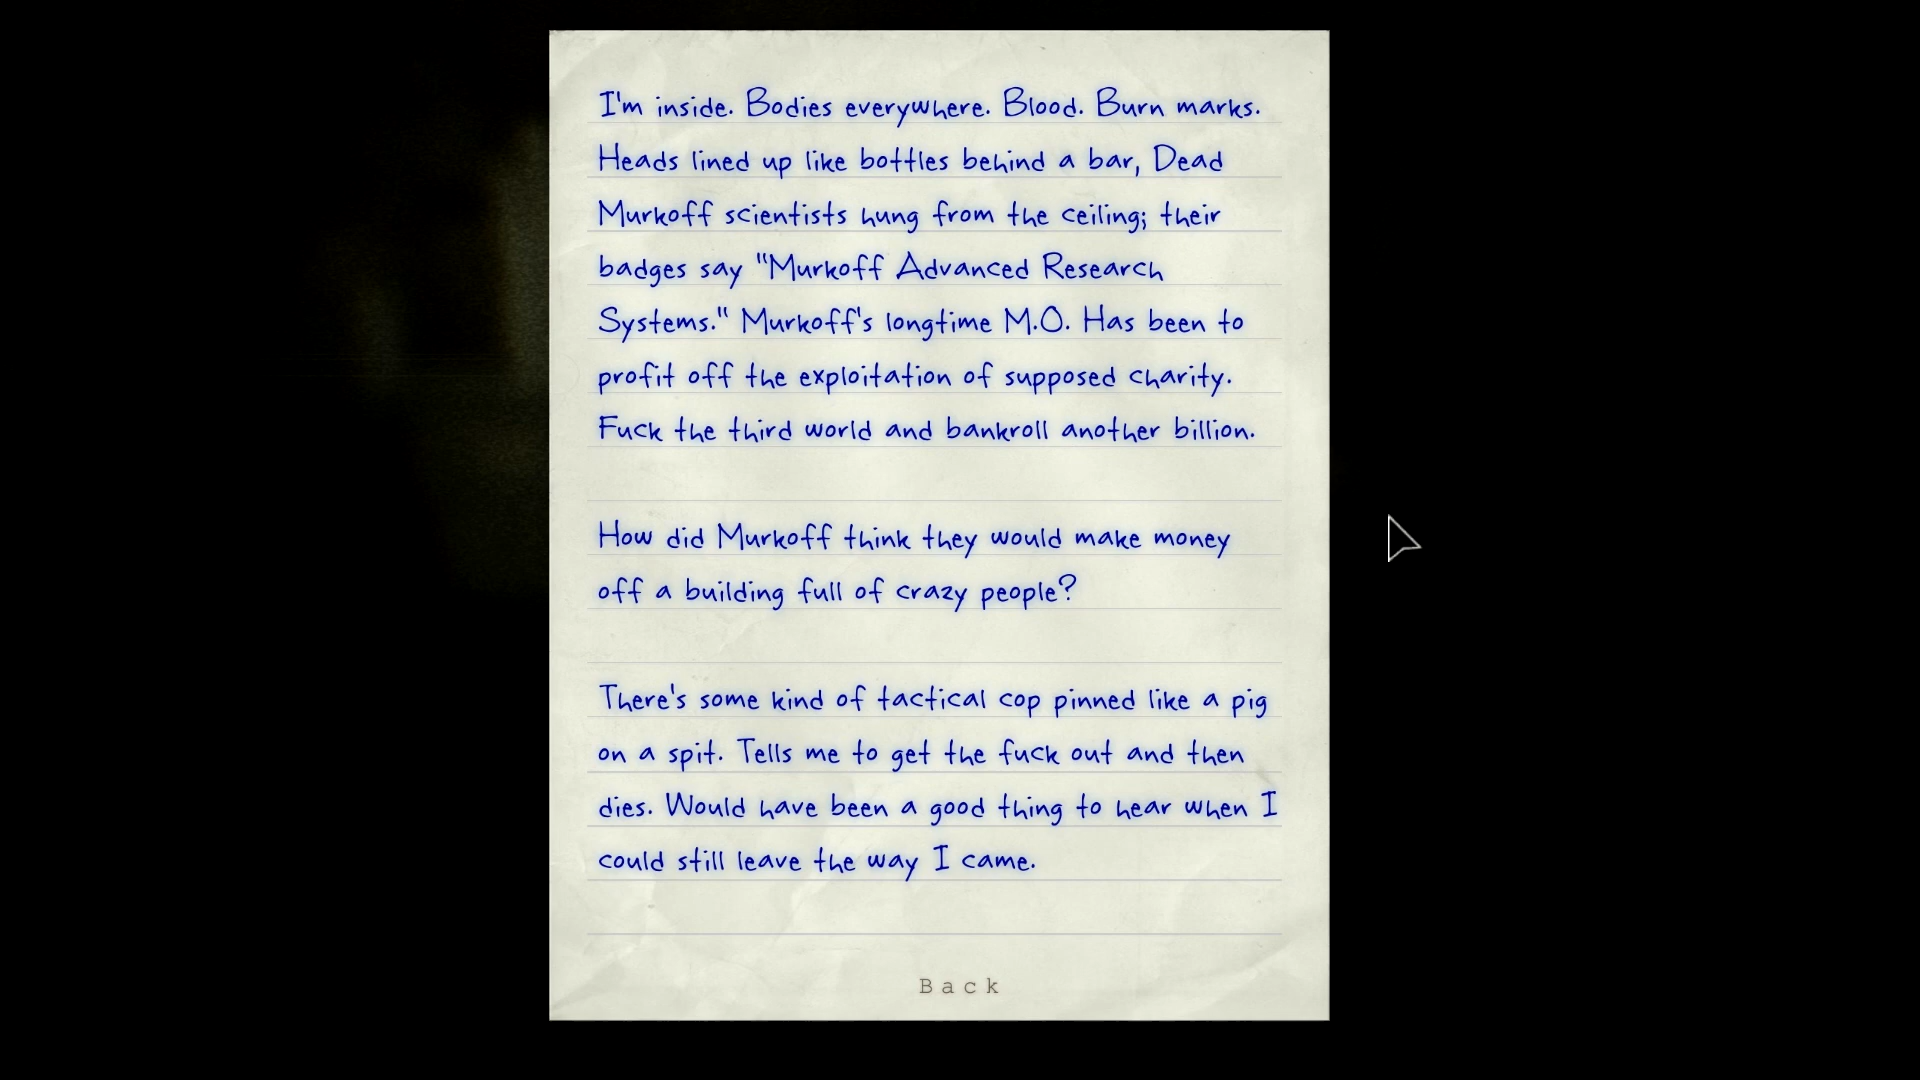 I'm inside. Bodies everywhere. Blood. Burn marks.
Heads lined up like bottles behind a bar, Dead
Murkoff scientists hung from the ceiling; their
badges say "Murkoff Advanced Research
Systems." Murkoff's longtime M.O. Has been to
profit off the exploitation of supposed charity.
Fuck the third world and bankroll another billion.
How did Murkoff think they would make money
off a building full of crazy people?
There's some kind of tactical cop pinned like a pig
on a spit. Tells me to get the fuck out and then
dies. Would have been a good thing to hear when I
could still leave the way I came.
Back